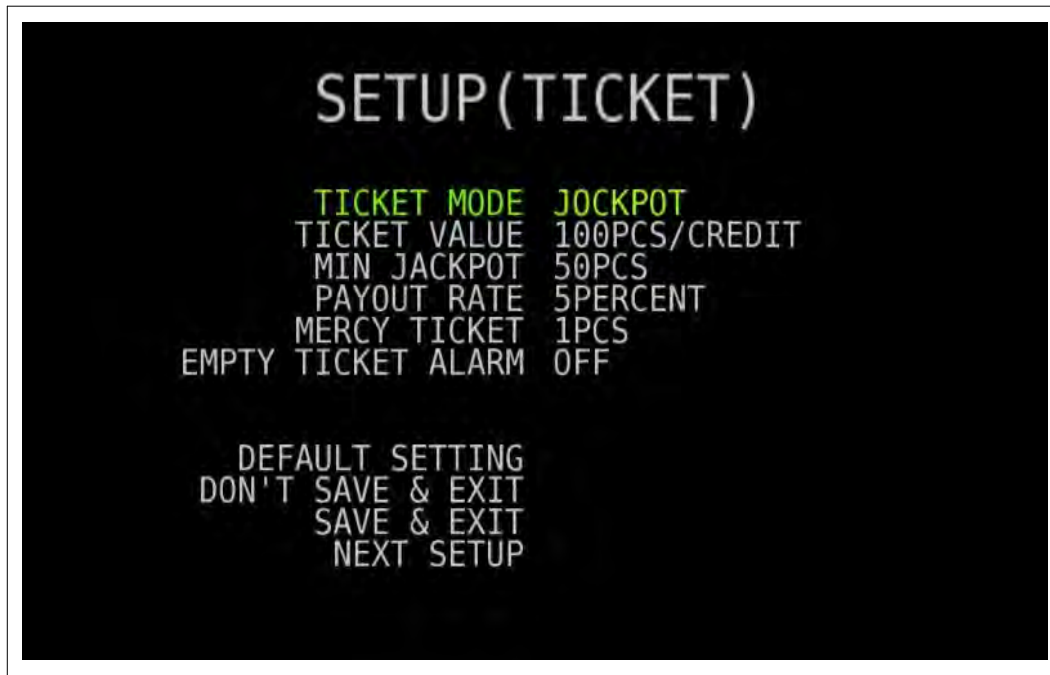 SETUP(TICKET)
TICKET MODE JOCKPOT
TICKET VALUE 100PCS/CREDIT
MIN JACKPOT 50PCS
PAYOUT RATE 5PERCENT
MERCY TICKET 1PCS
EMPTY TICKET ALARM OFF
DEFAULT SETTING
DON'T SAVE & EXIT
SAVE & EXIT
NEXT SETUP